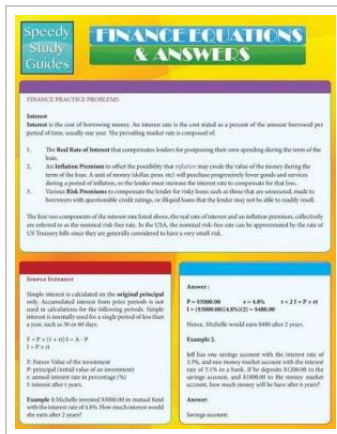 Speedy
Study
Guides
FINANCE EQUATIONS
& ANSWERS
FINANCE PRACTICE PROBLEMS
Interest
Interest is the cost of borrowing money. An interest rate is the cost stated as a percent of the amount borrowed per
period of time, usually one year. The prevailing market rate is composed of:
1. The Real Rate of Interest that compensates lenders for postponing their own spending during the term of the
loan.
2. An Inflation Premium to offset the possibility that inflation may erode the value of the money during the
term of the loan. A unit of money (dollar, peso, etc) will purchase progressively fewer goods and services
during a period of inflation, so the lender must increase the interest rate to compensate for that loss.
3. Various Risk Premiums to compensate the lender for risky loans such as those that are unsecured, made to
borrowers with questionable credit ratings, or illiquid loans that the lender may not be able to readily resell.
The first two components of the interest rate listed above, the real rate of interest and an inflation premium, collectively
are referred to as the nominal risk-free rate. In the USA, the nominal risk-free rate can be approximated by the rate of
US Treasury bills since they are generally considered to have a very small risk.
SIMPLE INTEREST
Simple interest is calculated on the original principal
only. Accumulated interest from prior periods is not
used in calculations for the following periods. Simple
interest is normally used for a single period of less than
a year, such as 30 or 60 days.
F = P × (1 + rt) I = A - P
I = P × rt
F: Future Value of the investment
P: principal (initial value of an investment)
r: annual interest rate in percentage (%)
I: interest after t years.
Example 1: Michelle invested $5000.00 in mutual fund
with the interest rate of 4.8%. How much interest would
she earn after 2 years?
Answer :
P = $5000.00 r = 4.8% t = 2 I = P × rt
I = ($5000.00)(4.8%)(2) = $480.00
Hence, Michelle would earn $480 after 2 years.
Example 2.
Jeff has one savings account with the interest rate of
3.5%, and one money market account with the interest
rate of 5.1% in a bank. If he deposits $1200.00 to the
savings account, and $1000.00 to the money market
account, how much money will he have after 6 years?
Answer:
Savings account: